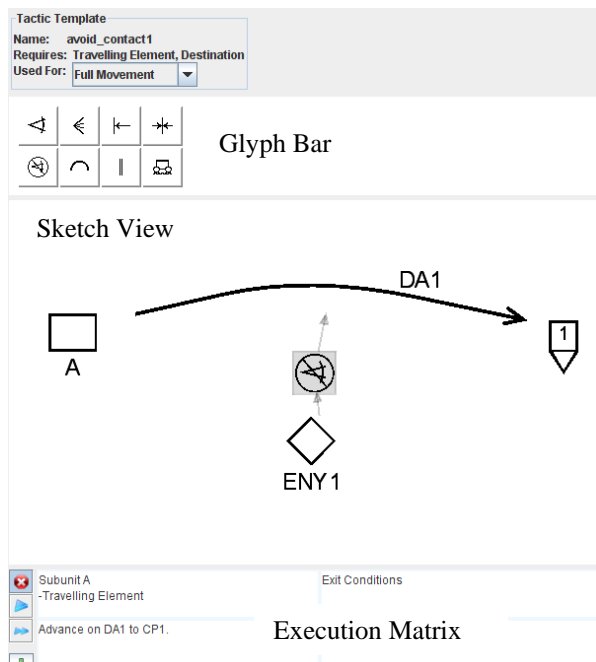 Tactic Template
Name: avoid_contact1
Requires: Travelling Element, Destination
Used For: Full Movement
Glyph Bar
Sketch View
DA1
A
1
ENY1
Subunit A
-Travelling Element
Exit Conditions
Advance on DA1 to CP1.
Execution Matrix